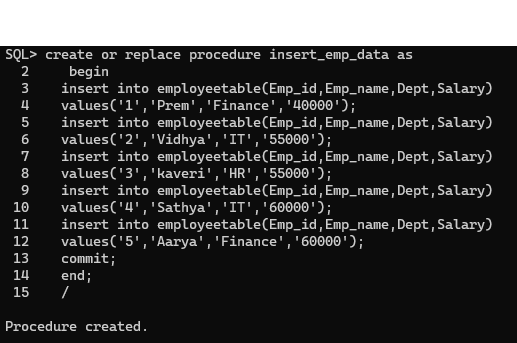 SQL> create or replace procedure insert_emp_data as
2 begin
3 insert into employeetable(Emp_id,Emp_name,Dept,Salary)
4 values('1','Prem','Finance','40000');
5 insert into employeetable(Emp_id,Emp_name,Dept,Salary)
6 values('2','Vidhya','IT','55000');
7 insert into employeetable(Emp_id,Emp_name,Dept,Salary)
8 values('3','kaveri','HR','55000');
9 insert into employeetable(Emp_id,Emp_name,Dept,Salary)
10 values('4','Sathya','IT','60000');
11 insert into employeetable(Emp_id,Emp_name,Dept,Salary)
12 values('5','Aarya','Finance','60000');
13 commit;
14 end;
15 /
Procedure created.